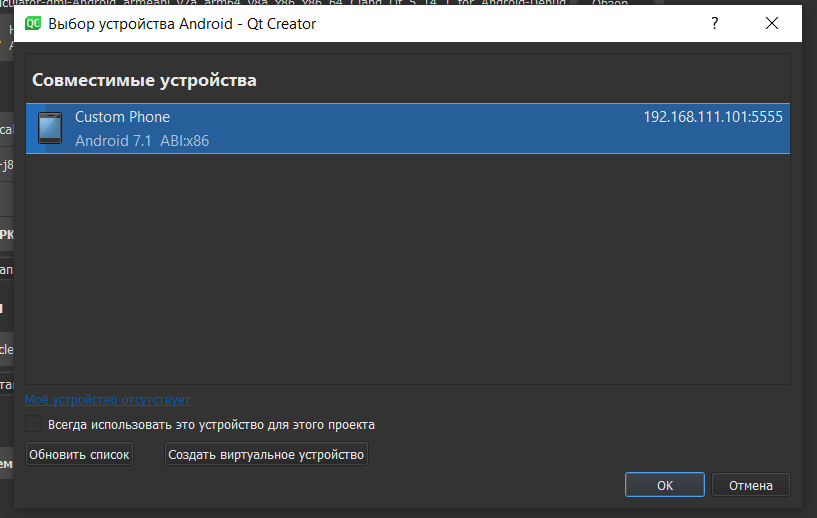 Выбор устройства Android - Qt Creator
?
Совместимые устройства
Custom Phone
192.168.111.101:5555
Android 7.1 ABI:x86
Моё устройство отсутствует
Всегда использовать это устройство для этого проекта
Обновить список
Создать виртуальное устройство
OK
Отмена